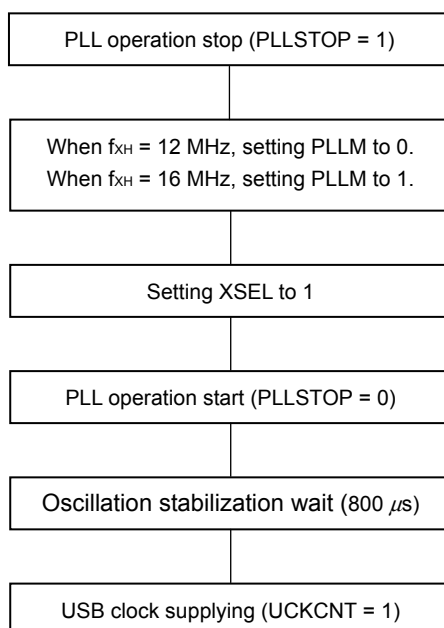 PLL operation stop (PLLSTOP = 1)
When fXH = 12 MHz, setting PLLM to 0.
When fXH = 16 MHz, setting PLLM to 1.
Setting XSEL to 1
PLL operation start (PLLSTOP = 0)
Oscillation stabilization wait (800 μs)
USB clock supplying (UCKCNT = 1)